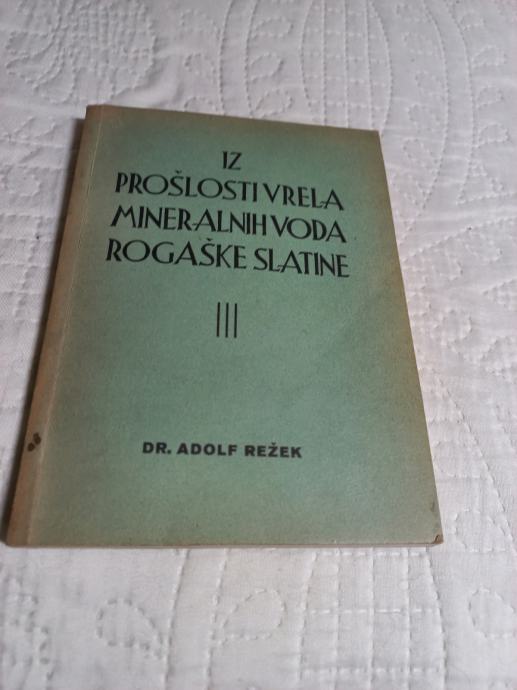 IZ
PROŠLOSTI VRELA
MINERALNIH VODA
ROGAŠKE SLATINE
III
DR. ADOLF REŽEK